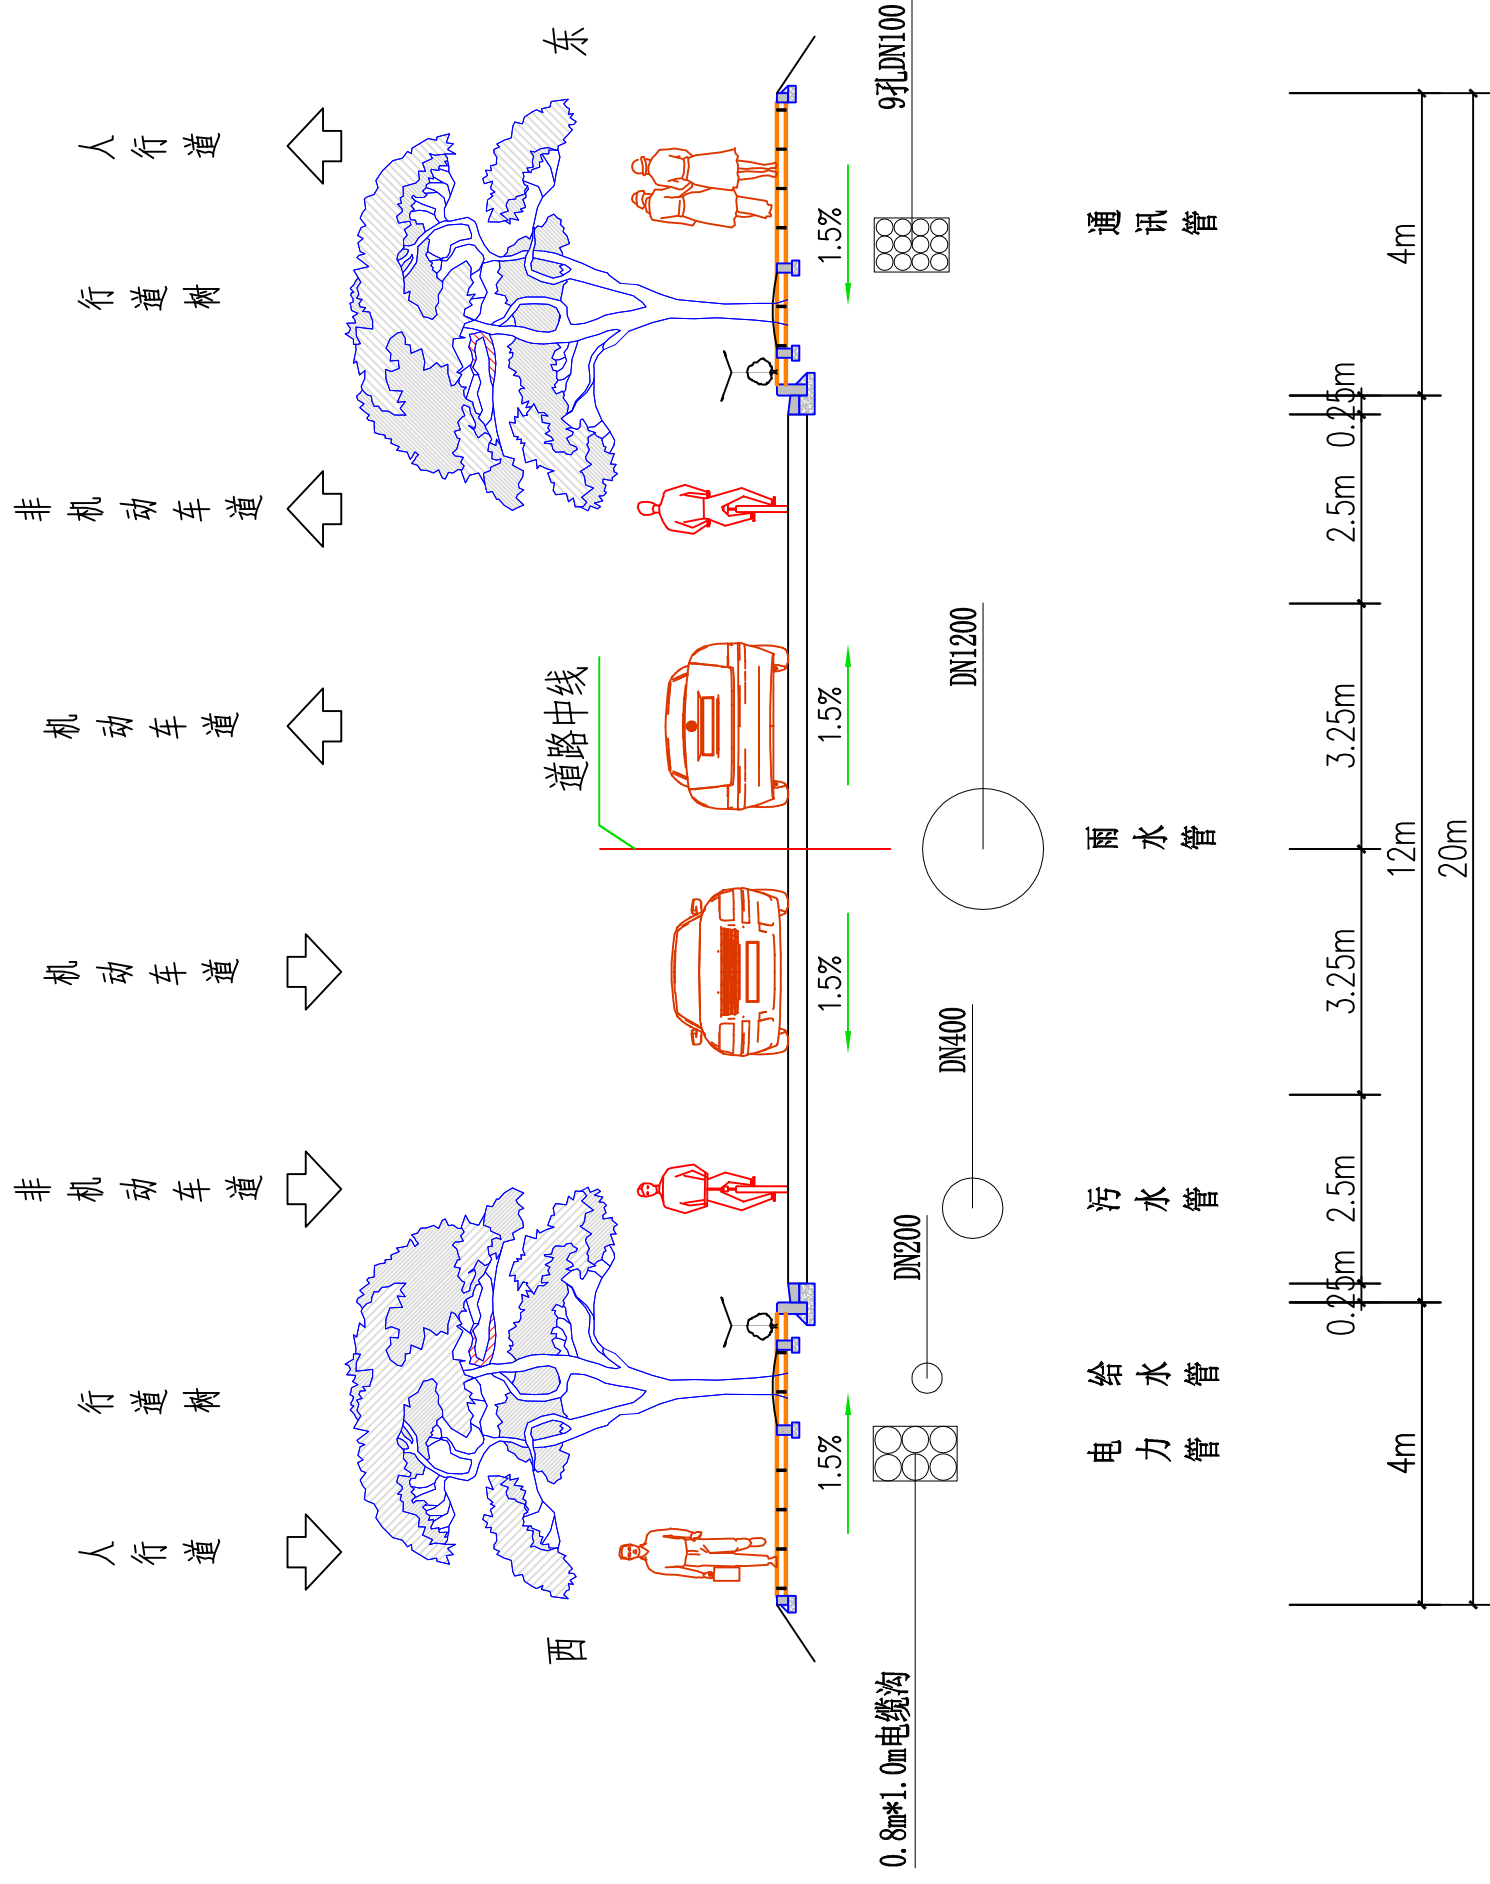 人行道
行道树
非机动车道
机动车道
机动车道
非机动车道
行道树
人行道
西
道路中线
东
1.5%
1.5%
1.5%
1.5%
0.8m*1.0m电缆沟
DN200
DN400
DN1200
9孔DN100
电力管
给水管
污水管
雨水管
通讯管
0.25m
2.5m
3.25m
3.25m
2.5m
0.25m
4m
12m
4m
20m